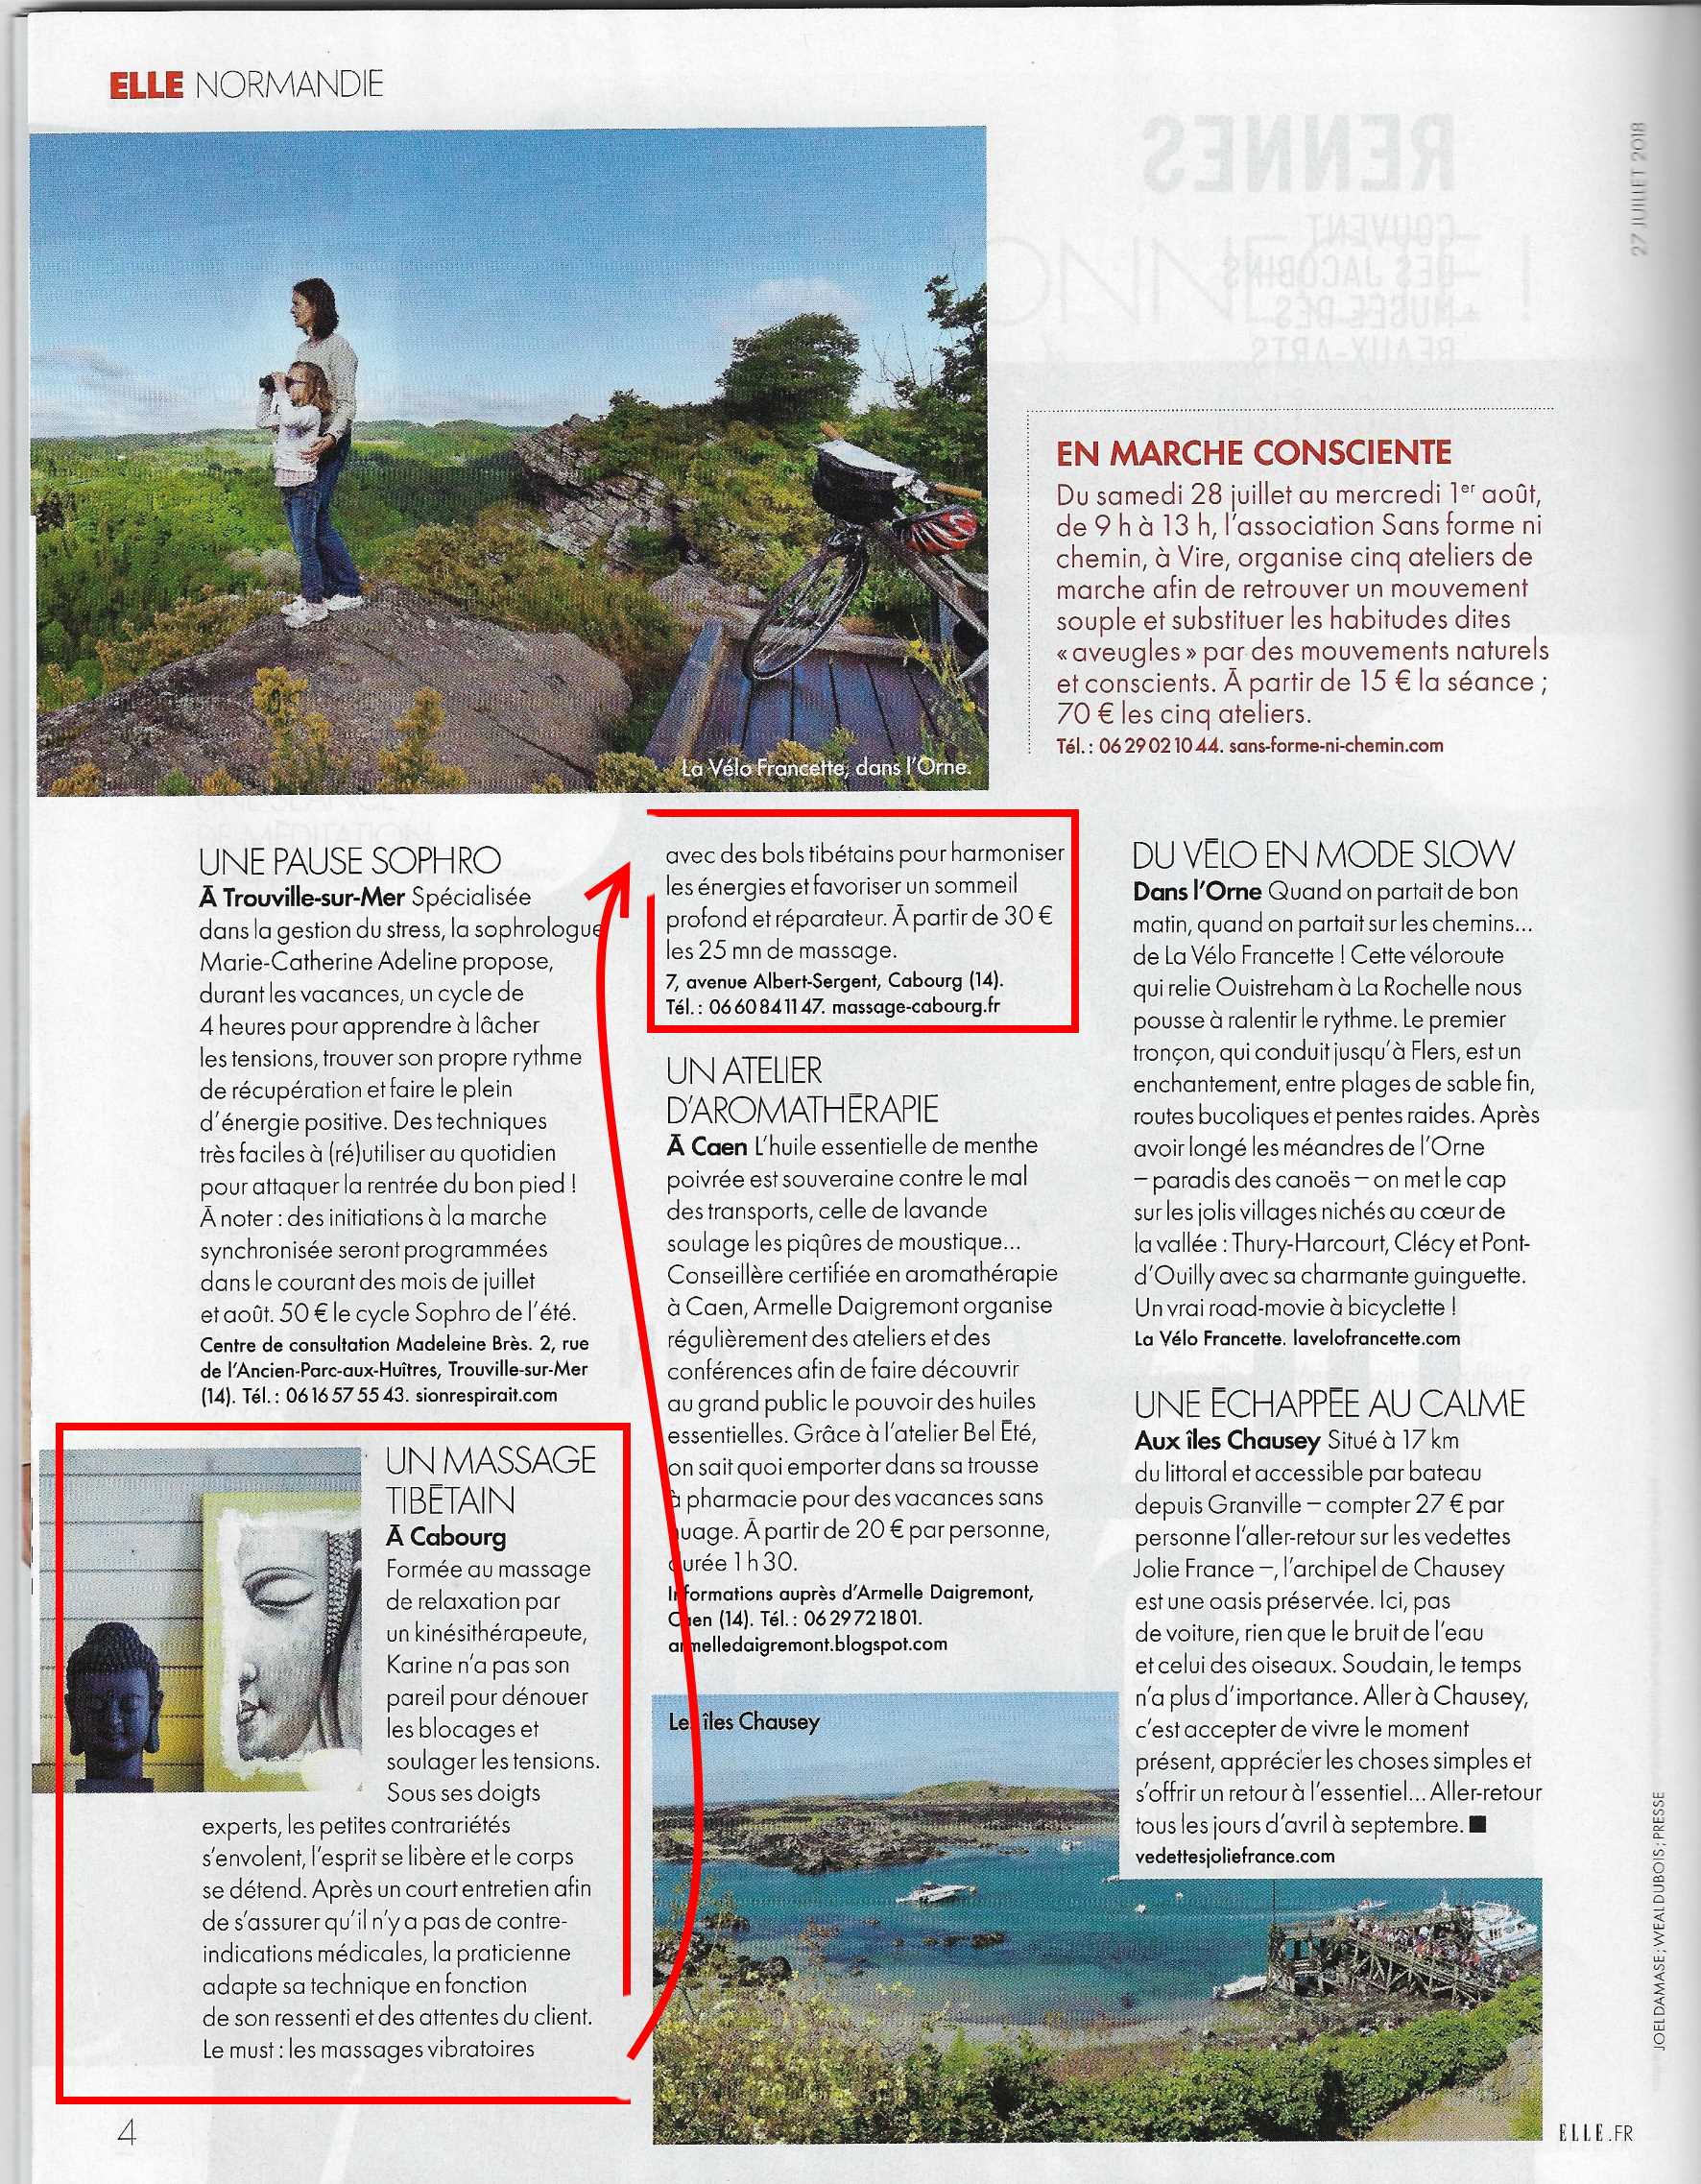 ELLE NORMANDIE
27 JUILLET 2018
RENNES
COUVENT
DES JACOBINS
+MUSÉE DES
BEAUX-ARTS
La Vélo Francette, dans l'Orne.
EN MARCHE CONSCIENTE
Du samedi 28 juillet au mercredi 1er août,
de 9 h à 13 h, l'association Sans forme ni
chemin, à Vire, organise cinq ateliers de
marche afin de retrouver un mouvement
souple et substituer les habitudes dites
« aveugles » par des mouvements naturels
et conscients. À partir de 15 € la séance ;
70 € les cinq ateliers.
Tél. : 06 29 02 10 44. sans-forme-ni-chemin.com
UNE PAUSE SOPHRO
À Trouville-sur-Mer Spécialisée
dans la gestion du stress, la sophrologue
Marie-Catherine Adeline propose,
durant les vacances, un cycle de
4 heures pour apprendre à lâcher
les tensions, trouver son propre rythme
de récupération et faire le plein
d'énergie positive. Des techniques
très faciles à (ré)utiliser au quotidien
pour attaquer la rentrée du bon pied !
À noter : des initiations à la marche
synchronisée seront programmées
dans le courant des mois de juillet
et août. 50 € le cycle Sophro de l'été.
Centre de consultation Madeleine Brès. 2, rue
de l'Ancien-Parc-aux-Huîtres, Trouville-sur-Mer
(14). Tél. : 06 16 57 55 43. sionrespirait.com
UN MASSAGE
TIBÉTAIN
À Cabourg
Formée au massage
de relaxation par
un kinésithérapeute,
Karine n'a pas son
pareil pour dénouer
les blocages et
soulager les tensions.
Sous ses doigts
experts, les petites contrariétés
s'envolent, l'esprit se libère et le corps
se détend. Après un court entretien afin
de s'assurer qu'il n'y a pas de contre-
indications médicales, la praticienne
adapte sa technique en fonction
de son ressenti et des attentes du client.
Le must : les massages vibratoires
avec des bols tibétains pour harmoniser
les énergies et favoriser un sommeil
profond et réparateur. À partir de 30 €
les 25 mn de massage.
7, avenue Albert-Sergent, Cabourg (14).
Tél. : 06 60 84 11 47. massage-cabourg.fr
UN ATELIER
D'AROMATHÉRAPIE
À Caen L'huile essentielle de menthe
poivrée est souveraine contre le mal
des transports, celle de lavande
soulage les piqûres de moustique...
Conseillère certifiée en aromathérapie
à Caen, Armelle Daigremont organise
régulièrement des ateliers et des
conférences afin de faire découvrir
au grand public le pouvoir des huiles
essentielles. Grâce à l'atelier Bel Été,
on sait quoi emporter dans sa trousse
à pharmacie pour des vacances sans
nuage. À partir de 20 € par personne,
durée 1 h 30.
Informations auprès d'Armelle Daigremont,
Caen (14). Tél. : 06 29 72 18 01.
armelledaigremont.blogspot.com
Les îles Chausey
DU VÉLO EN MODE SLOW
Dans l'Orne Quand on partait de bon
matin, quand on partait sur les chemins...
de La Vélo Francette ! Cette véloroute
qui relie Ouistreham à La Rochelle nous
pousse à ralentir le rythme. Le premier
tronçon, qui conduit jusqu'à Flers, est un
enchantement, entre plages de sable fin,
routes bucoliques et pentes raides. Après
avoir longé les méandres de l'Orne
– paradis des canoës – on met le cap
sur les jolis villages nichés au cœur de
la vallée : Thury-Harcourt, Clécy et Pont-
d'Ouilly avec sa charmante guinguette.
Un vrai road-movie à bicyclette !
La Vélo Francette. lavelofrancette.com
UNE ÉCHAPPÉE AU CALME
Aux îles Chausey Situé à 17 km
du littoral et accessible par bateau
depuis Granville – compter 27 € par
personne l'aller-retour sur les vedettes
Jolie France –, l'archipel de Chausey
est une oasis préservée. Ici, pas
de voiture, rien que le bruit de l'eau
et celui des oiseaux. Soudain, le temps
n'a plus d'importance. Aller à Chausey,
c'est accepter de vivre le moment
présent, apprécier les choses simples et
s'offrir un retour à l'essentiel... Aller-retour
tous les jours d'avril à septembre. ■
vedettesjoliefrance.com
JOEL DAMASE ; WEALDUBOIS ; PRESSE
4
ELLE.FR